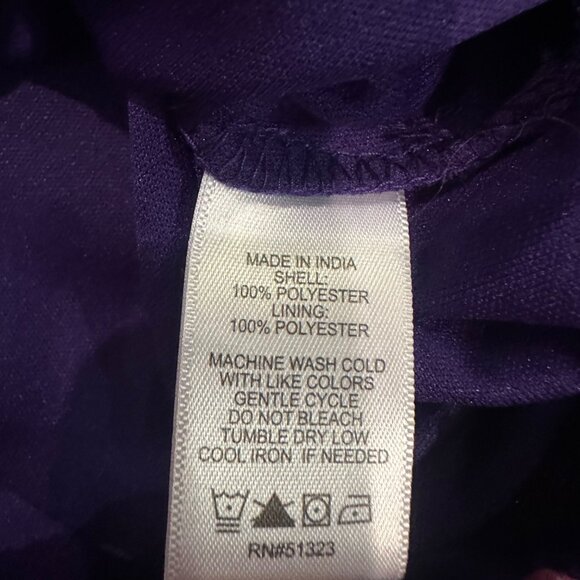 MADE IN INDIA
SHELL:
100% POLYESTER
LINING:
100% POLYESTER
MACHINE WASH COLD
WITH LIKE COLORS
GENTLE CYCLE
DO NOT BLEACH
TUMBLE DRY LOW
COOL IRON IF NEEDED
RN#51323